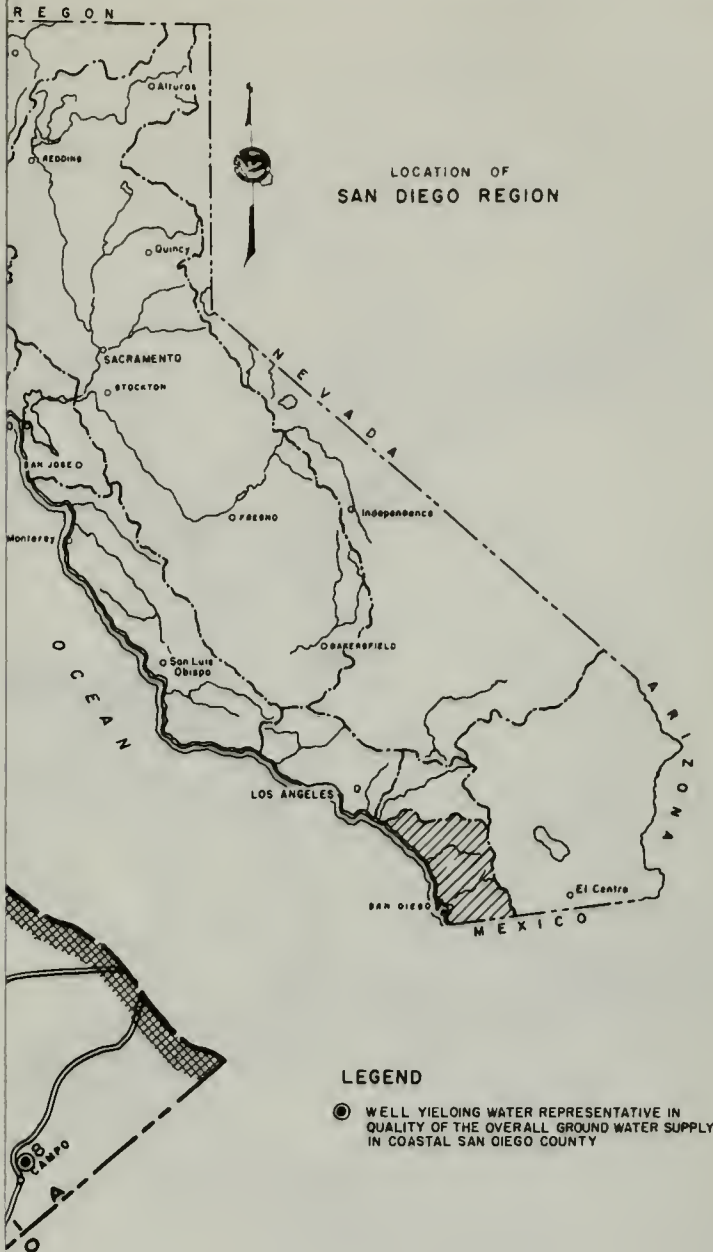 REGON
Alturas
REDDING
LOCATION OF
SAN DIEGO REGION
Quincy
NEVADA
SACRAMENTO
STOCKTON
SAN JOSE
FRESNO
Independence
Monterey
BAKERSFIELD
OCEAN
San Luis
Obispo
ARIZONA
LOS ANGELES
El Centro
SAN DIEGO
MEXICO
LEGEND
WELL YIELDING WATER REPRESENTATIVE IN
QUALITY OF THE OVERALL GROUND WATER SUPPLY
IN COASTAL SAN DIEGO COUNTY
8
CAMPO
A
O